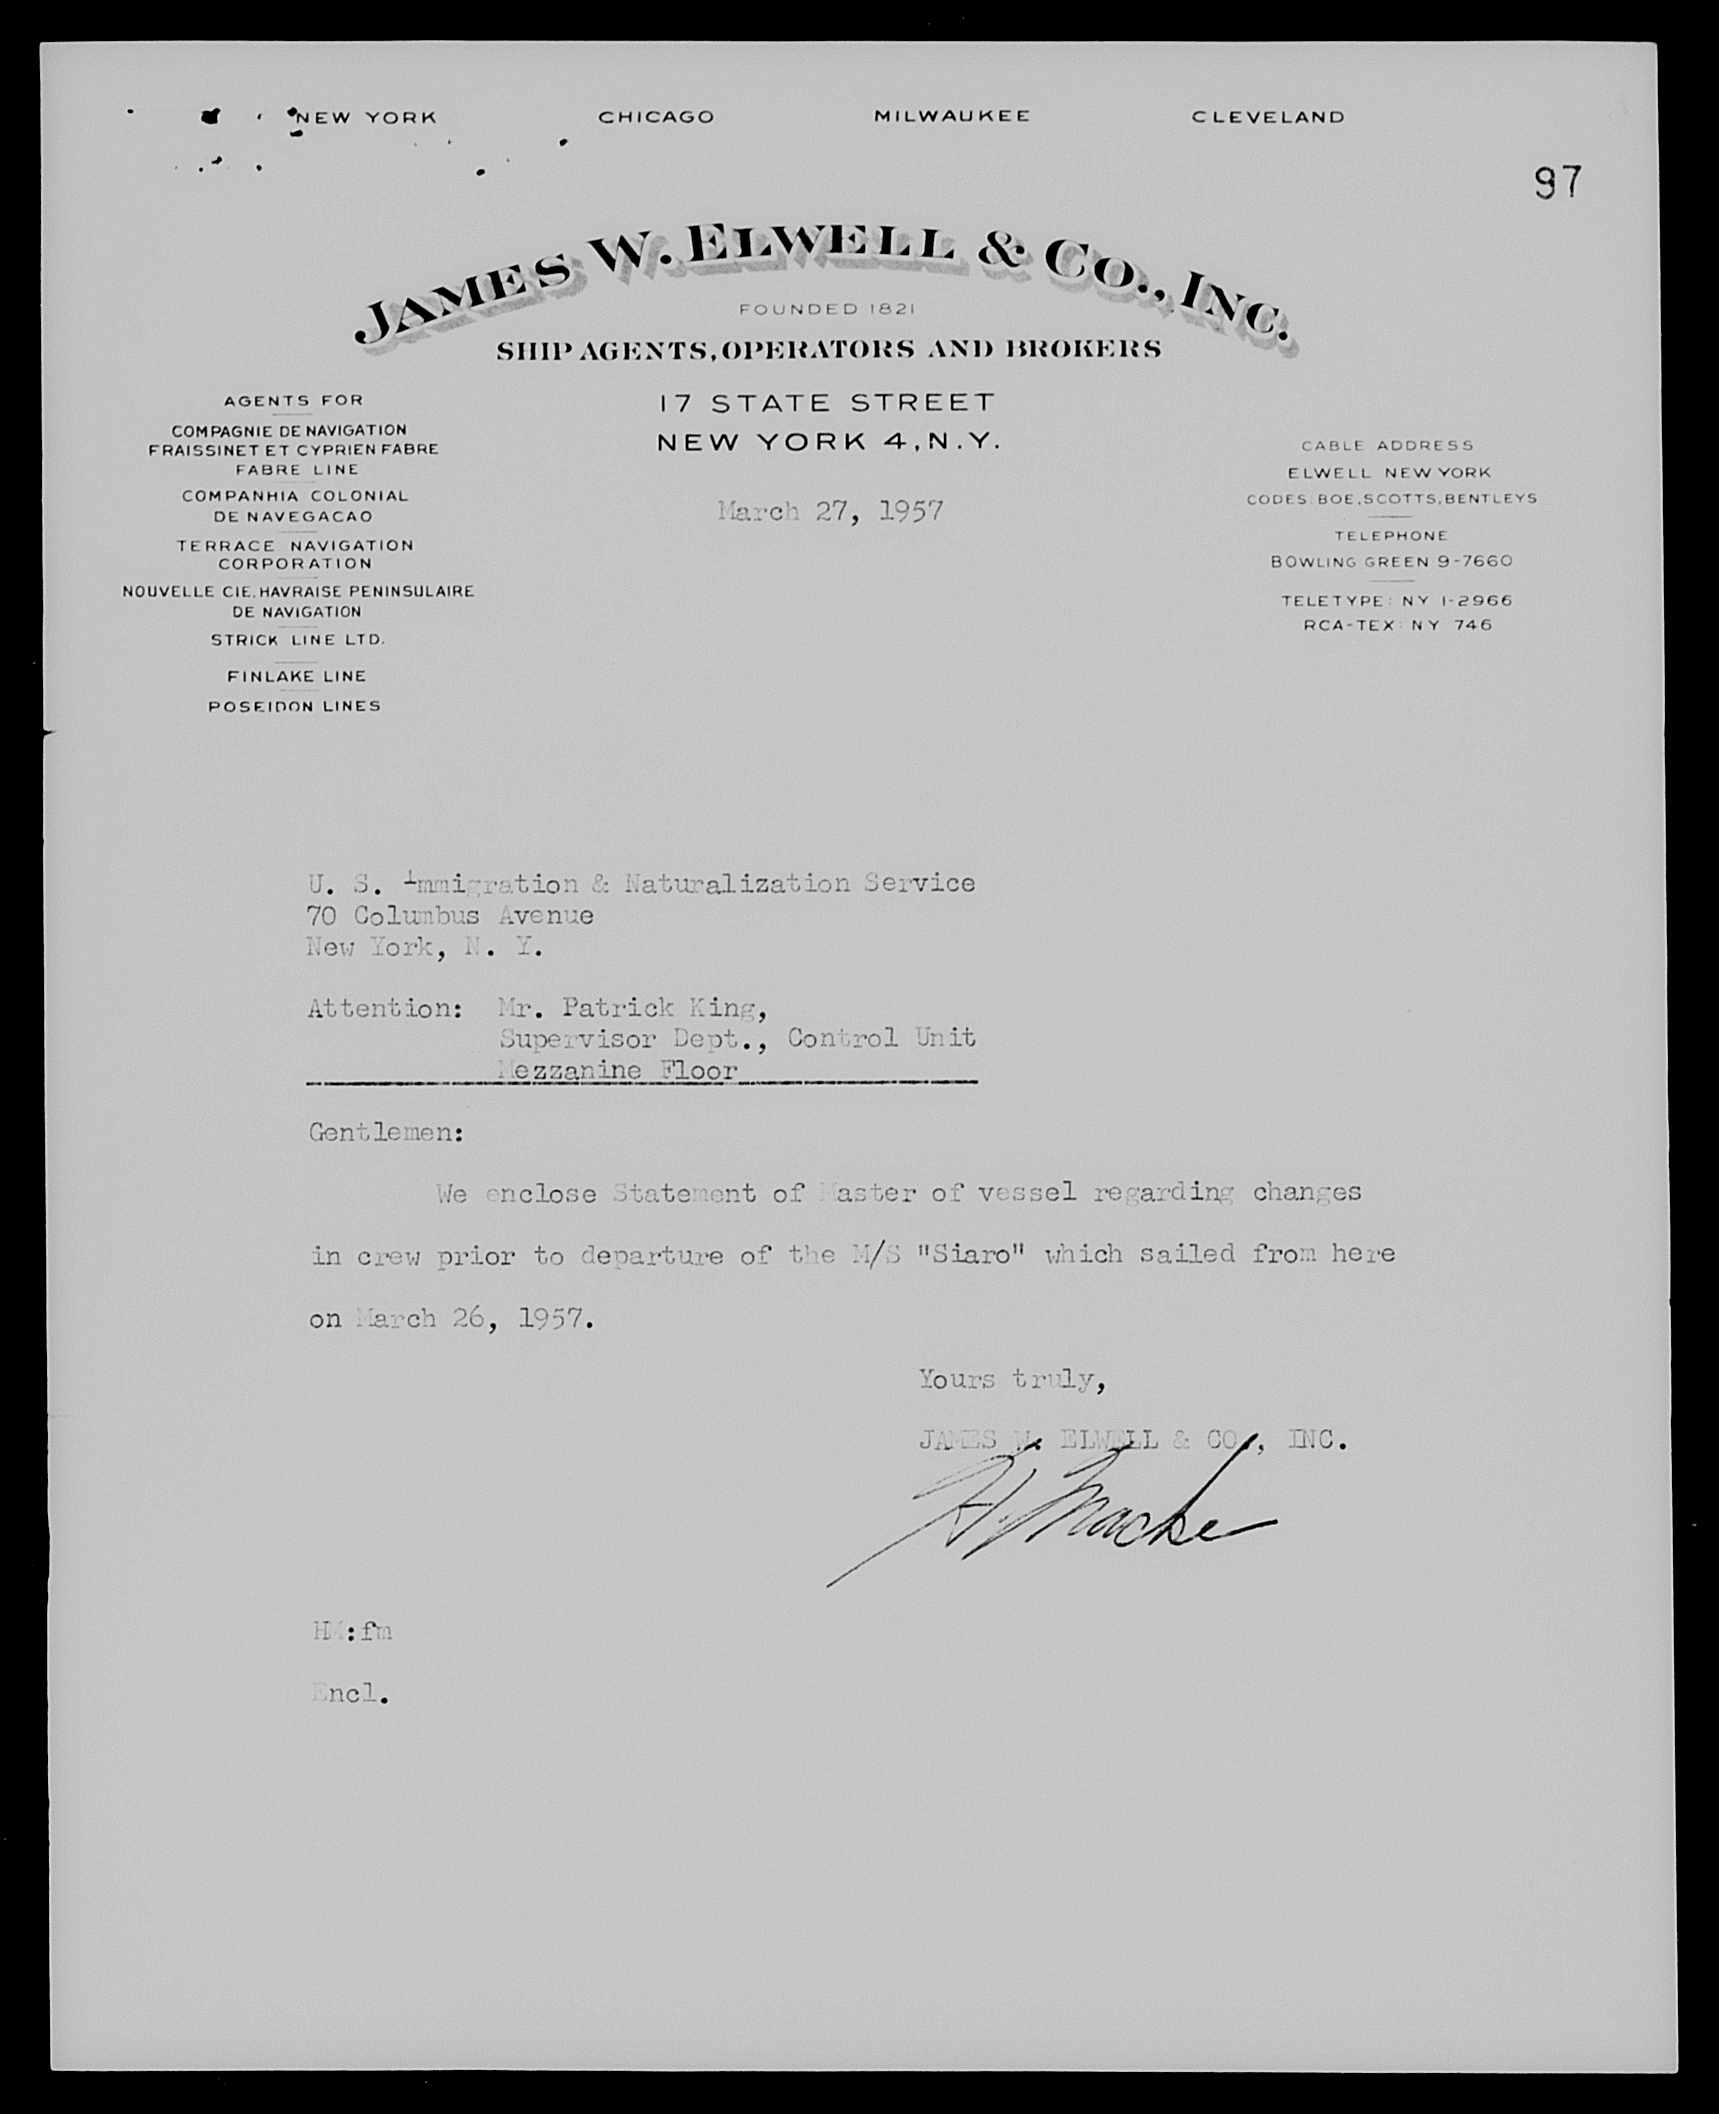 NEW YORK CHICAGO MILWAUKEE CLEVELAND
97
JAMES W. ELWELL & CO., INC.
FOUNDED 1821
SHIP AGENTS, OPERATORS AND BROKERS
17 STATE STREET
NEW YORK 4, N.Y.
AGENTS FOR
COMPAGNIE DE NAVIGATION
FRAISSINET ET CYPRIEN FABRE
FABRE LINE
COMPANHIA COLONIAL
DE NAVEGACAO
TERRACE NAVIGATION
CORPORATION
NOUVELLE CIE. HAVRAISE PENINSULAIRE
DE NAVIGATION
STRICK LINE LTD.
FINLAKE LINE
POSEIDON LINES
CABLE ADDRESS
ELWELL NEW YORK
CODES: BOE, SCOTTS, BENTLEYS
TELEPHONE
BOWLING GREEN 9-7660
TELETYPE: NY 1-2966
RCA-TEX: NY 746
March 27, 1957
U. S. Immigration & Naturalization Service
70 Columbus Avenue
New York, N. Y.
Attention: Mr. Patrick King,
Supervisor Dept., Control Unit
Mezzanine Floor
Gentlemen:
We enclose Statement of Master of vessel regarding changes
in crew prior to departure of the M/S "Siaro" which sailed from here
on March 26, 1957.
Yours truly,
JAMES W. ELWELL & CO., INC.
H. Macke
HM:fm
Encl.